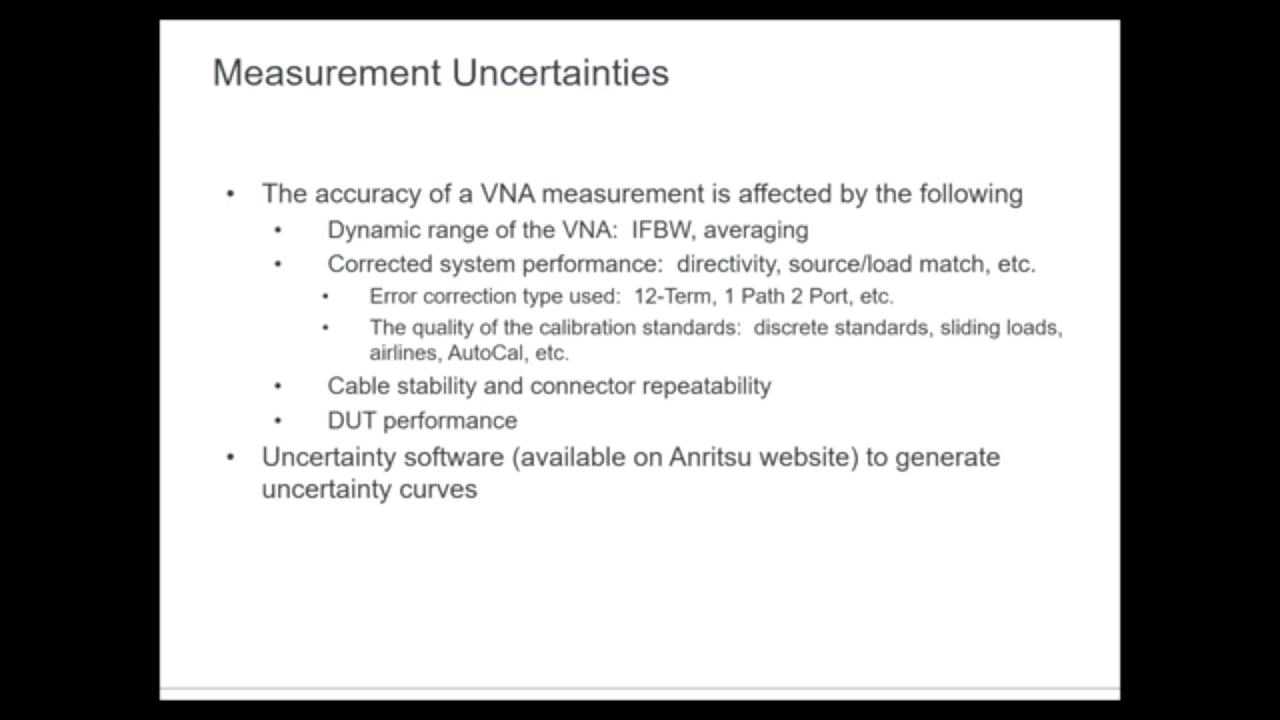 Measurement Uncertainties
• The accuracy of a VNA measurement is affected by the following
• Dynamic range of the VNA: IFBW, averaging
• Corrected system performance: directivity, source/load match, etc.
• Error correction type used: 12-Term, 1 Path 2 Port, etc.
• The quality of the calibration standards: discrete standards, sliding loads,
airlines, AutoCal, etc.
• Cable stability and connector repeatability
• DUT performance
• Uncertainty software (available on Anritsu website) to generate
uncertainty curves